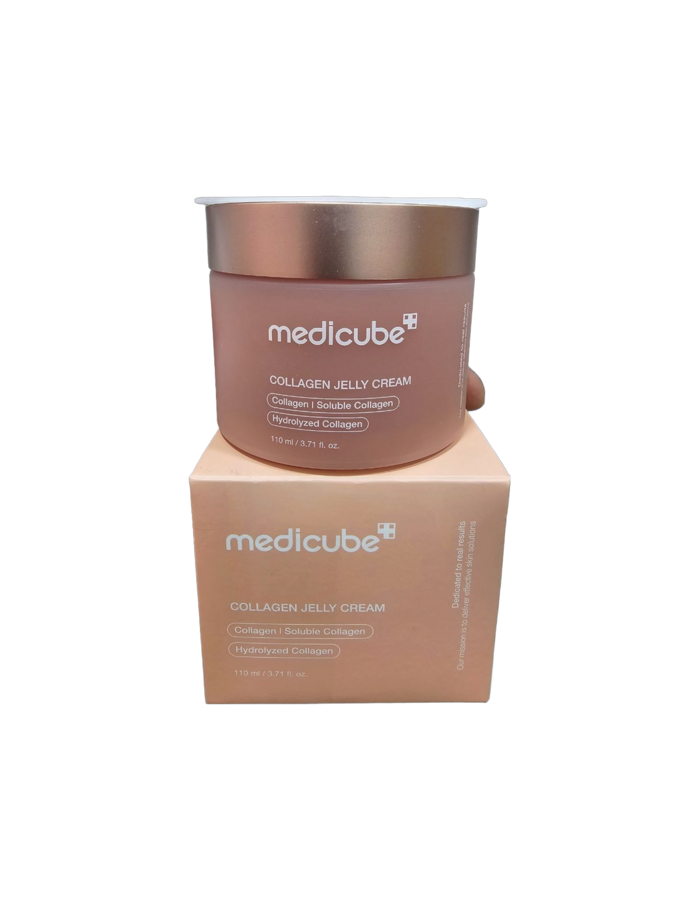 medicube
COLLAGEN JELLY CREAM
Collagen | Soluble Collagen
Hydrolyzed Collagen
110 ml / 3.71 fl. oz.
medicube
COLLAGEN JELLY CREAM
Collagen | Soluble Collagen
Hydrolyzed Collagen
110 ml / 3.71 fl. oz.
Dedicated to real results
Our mission is to deliver effective skin solutions